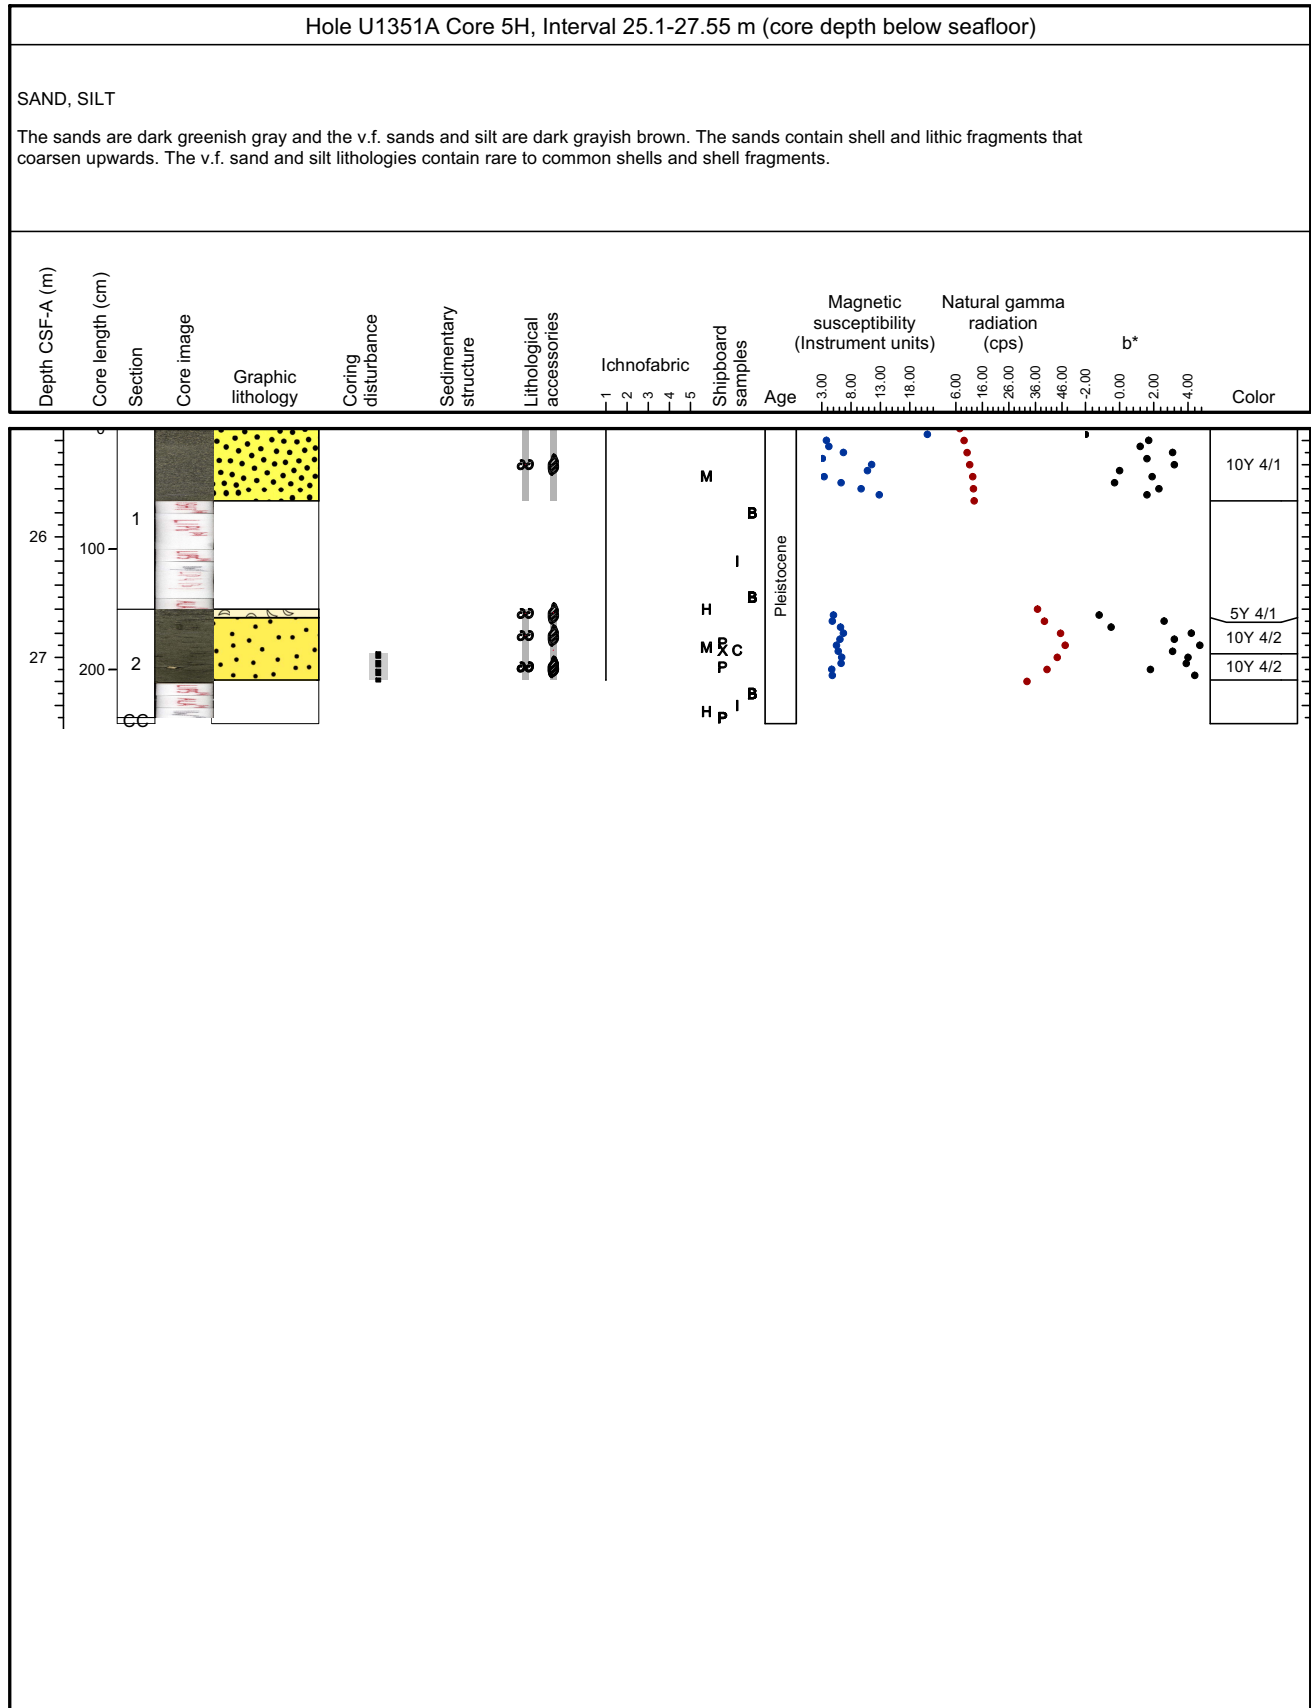 Hole U1351A Core 5H, Interval 25.1-27.55 m (core depth below seafloor)
SAND, SILT
The sands are dark greenish gray and the v.f. sands and silt are dark grayish brown. The sands contain shell and lithic fragments that
coarsen upwards. The v.f. sand and silt lithologies contain rare to common shells and shell fragments.
Depth CSF-A (m)
Core length (cm)
Section
Core image
Graphic
lithology
Coring
disturbance
Sedimentary
structure
Lithological
accessories
Ichnofabric
1 2 3 4 5
Shipboard
samples
Age
Magnetic
susceptibility
(Instrument units)
3.00 8.00 13.00 18.00
Natural gamma
radiation
(cps)
6.00 16.00 26.00 36.00 46.00
b*
-2.00 0.00 2.00 4.00
Color
0
10Y 4/1
M
B
1
26
100
I
Pleistocene
B
H
5Y 4/1
P
10Y 4/2
M X C
27
2
200
P
10Y 4/2
B
I
H P
CC